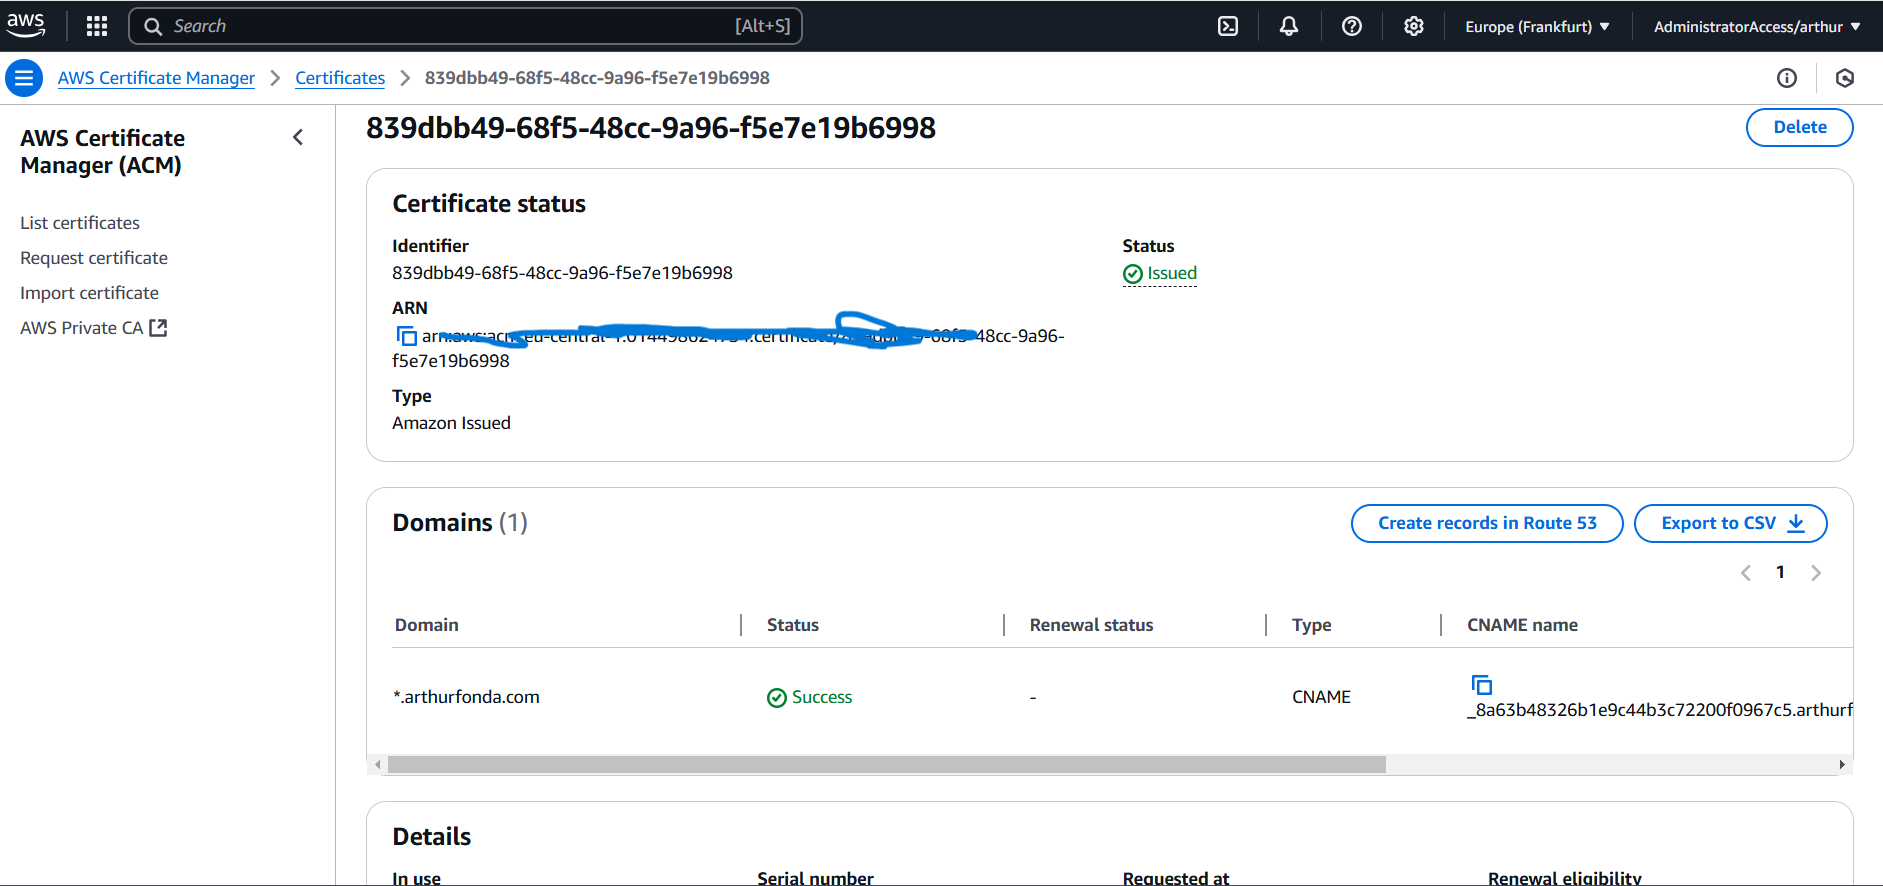 aws
Search [Alt+S]
Europe (Frankfurt) AdministratorAccess/arthur
AWS Certificate Manager Certificates 839dbb49-68f5-48cc-9a96-f5e7e19b6998
AWS Certificate
Manager (ACM)
List certificates
Request certificate
Import certificate
AWS Private CA
839dbb49-68f5-48cc-9a96-f5e7e19b6998
Delete
Certificate status
Identifier
839dbb49-68f5-48cc-9a96-f5e7e19b6998
Status
Issued
ARN
48cc-9a96-
f5e7e19b6998
Type
Amazon Issued
Domains (1)
Create records in Route 53
Export to CSV
1
Domain Status Renewal status Type CNAME name
*.arthurfonda.com Success - CNAME _8a63b48326b1e9c44b3c72200f0967c5.arthurf
Details
In use Serial number Requested at Renewal eligibility